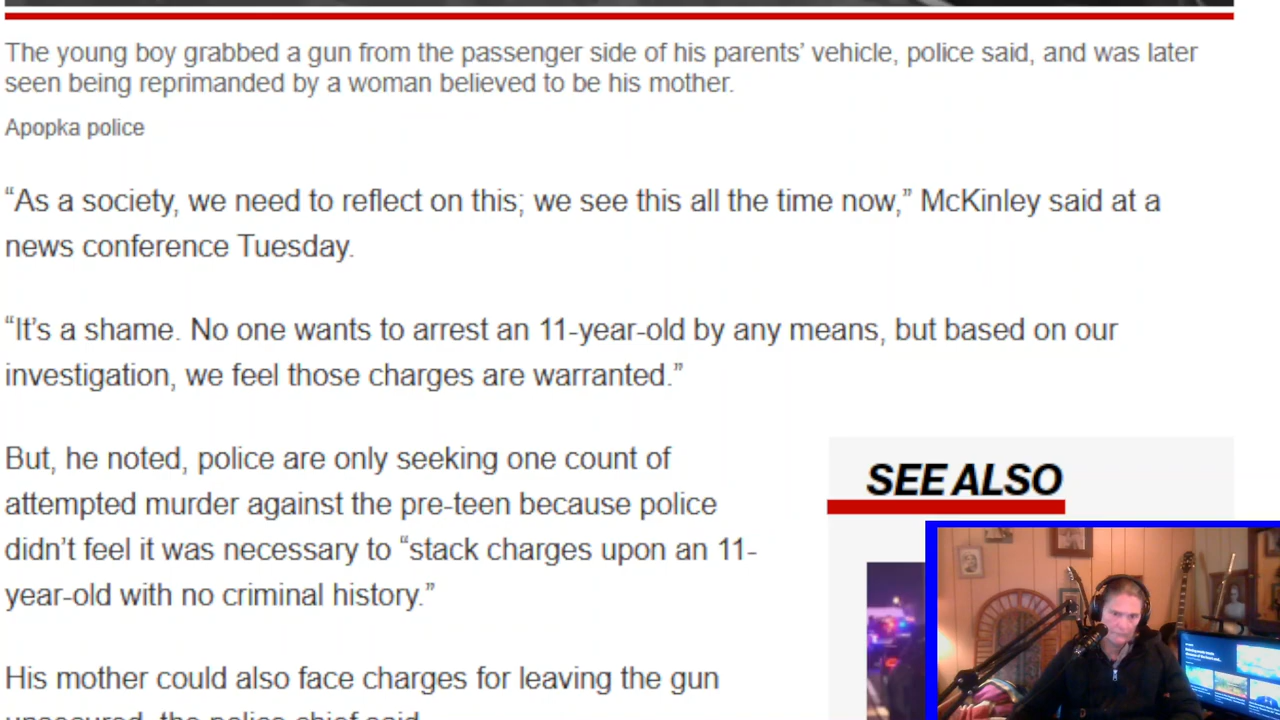 The young boy grabbed a gun from the passenger side of his parents’ vehicle, police said, and was later
seen being reprimanded by a woman believed to be his mother.
Apopka police
“As a society, we need to reflect on this; we see this all the time now,” McKinley said at a
news conference Tuesday.
“It’s a shame. No one wants to arrest an 11-year-old by any means, but based on our
investigation, we feel those charges are warranted.”
But, he noted, police are only seeking one count of
attempted murder against the pre-teen because police
didn’t feel it was necessary to “stack charges upon an 11-
year-old with no criminal history.”
SEE ALSO
His mother could also face charges for leaving the gun
unsecured, the police chief said